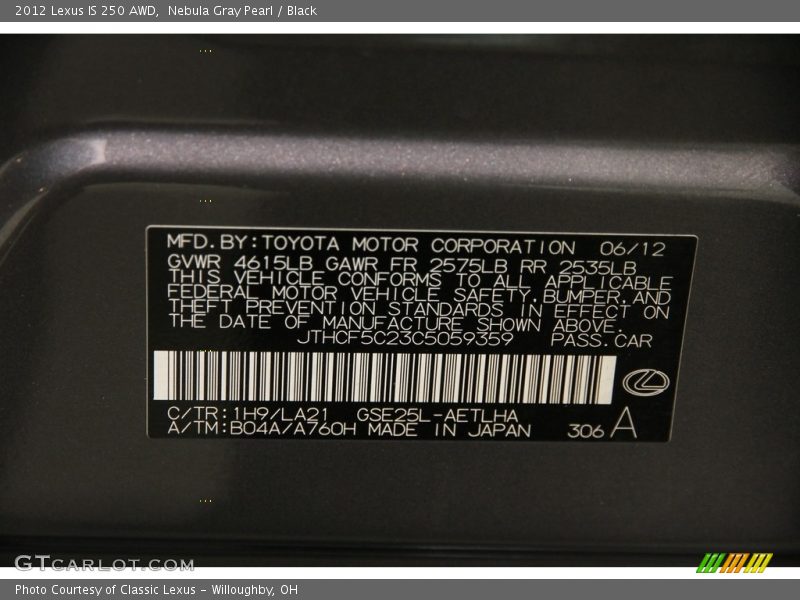 2012 Lexus IS 250 AWD,  Nebula Gray Pearl / Black
MFD.BY:TOYOTA MOTOR CORPORATION 06/12
GVWR 4615LB GAWR FR 2575LB RR 2535LB
THIS VEHICLE CONFORMS TO ALL APPLICABLE
FEDERAL MOTOR VEHICLE SAFETY,BUMPER,AND
THEFT PREVENTION STANDARDS IN EFFECT ON
THE DATE OF MANUFACTURE SHOWN ABOVE.
JTHCF5C23C5059359 PASS.CAR
C/TR:1H9/LA21 GSE25L-AETLHA
A/TM:B04A/A760H MADE IN JAPAN 306 A
GTCARLOT.COM
Photo Courtesy of Classic Lexus - Willoughby, OH